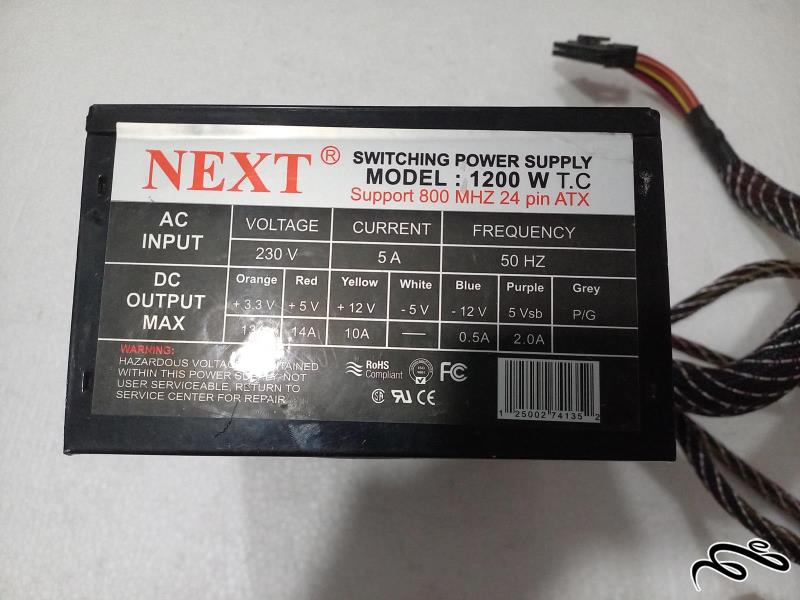 NEXT ® SWITCHING POWER SUPPLY
MODEL : 1200 W T.C
Support 800 MHZ 24 pin ATX
AC INPUT VOLTAGE CURRENT FREQUENCY
230 V 5 A 50 HZ
DC OUTPUT MAX Orange Red Yellow White Blue Purple Grey
+ 3.3 V + 5 V + 12 V - 5 V - 12 V 5 Vsb P/G
14A 10A — 0.5A 2.0A
WARNING:
HAZARDOUS VOLTAGE CONTAINED
WITHIN THIS POWER SUPPLY, NOT
USER SERVICEABLE, RETURN TO
SERVICE CENTER FOR REPAIR
RoHS
Compliant
FC
CE
1 25002 74135 2